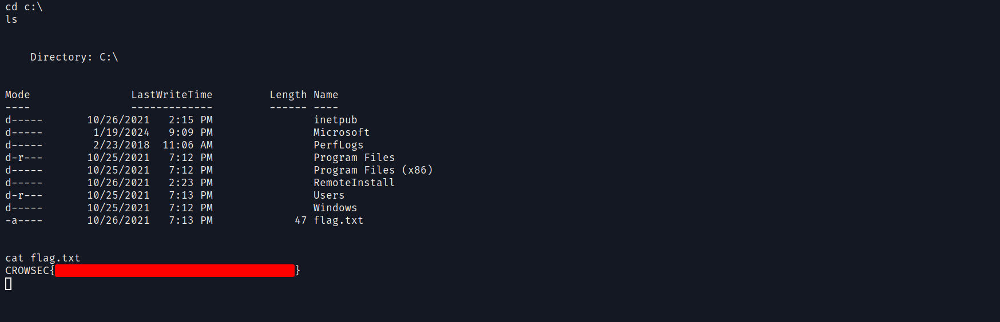 cd c:\
ls
    Directory: C:\
Mode                LastWriteTime         Length Name
----                -------------         ------ ----
d-----       10/26/2021   2:15 PM                inetpub
d-----        1/19/2024   9:09 PM                Microsoft
d-----        2/23/2018  11:06 AM                PerfLogs
d-r---       10/25/2021   7:12 PM                Program Files
d-----       10/25/2021   7:12 PM                Program Files (x86)
d-----       10/26/2021   2:23 PM                RemoteInstall
d-r---       10/25/2021   7:13 PM                Users
d-----       10/25/2021   7:12 PM                Windows
-a----       10/26/2021   7:13 PM             47 flag.txt
cat flag.txt
CROWSEC{}